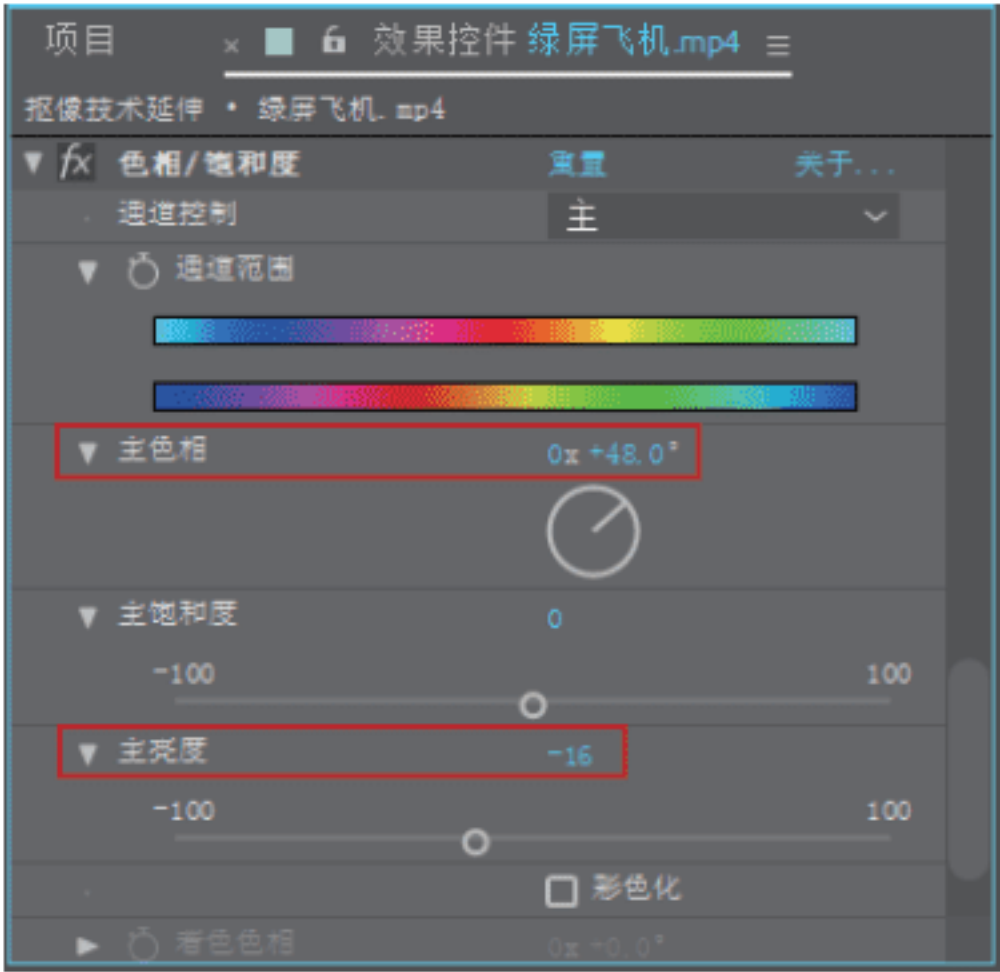 项目 × 效果控件 绿屏飞机.mp4 ≡
抠像技术延伸 • 绿屏飞机.mp4
fx 色相/饱和度 重置 关于...
通道控制 主
通道范围
主色相 0x +48.0°
主饱和度 0
-100 100
主亮度 -16
-100 100
彩色化
着色色相 0x +0.0°